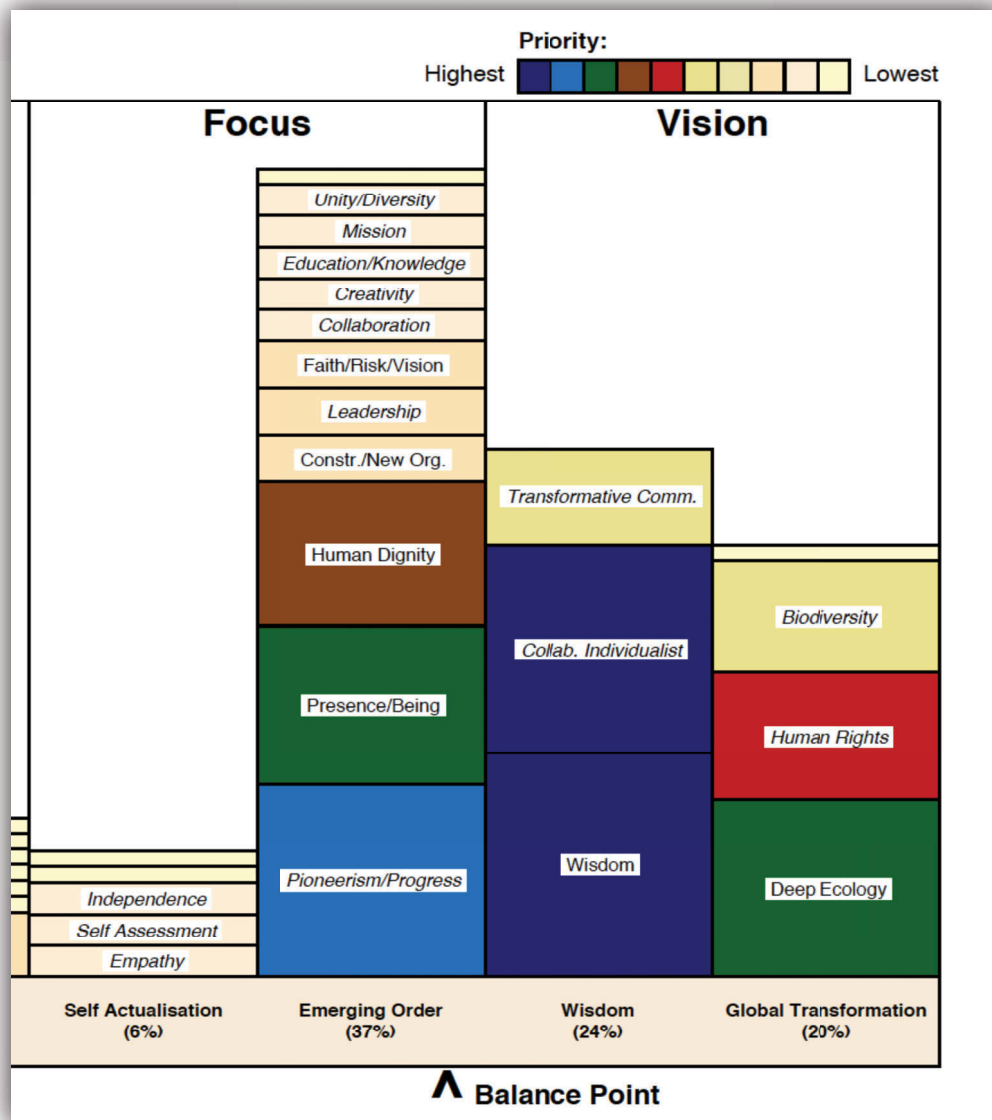 Priority:
Highest
Lowest
Focus
Vision
Unity/Diversity
Mission
Education/Knowledge
Creativity
Collaboration
Faith/Risk/Vision
Leadership
Constr./New Org.
Human Dignity
Presence/Being
Pioneerism/Progress
Independence
Self Assessment
Empathy
Transformative Comm.
Collab. Individualist
Wisdom
Biodiversity
Human Rights
Deep Ecology
Self Actualisation
(6%)
Emerging Order
(37%)
Wisdom
(24%)
Global Transformation
(20%)
Balance Point